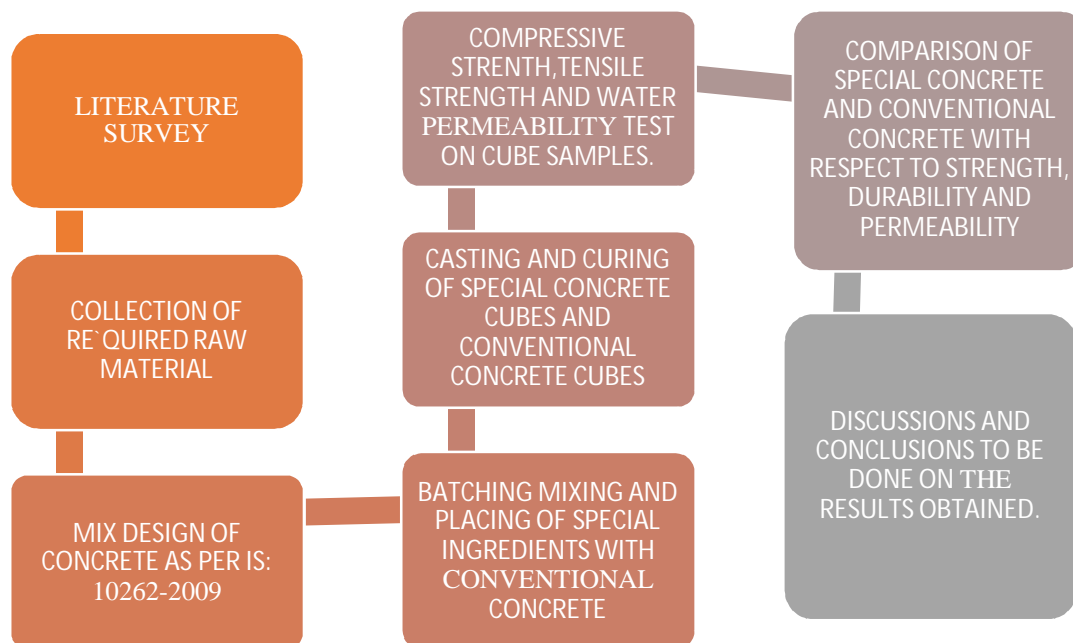 LITERATURE
SURVEY
COLLECTION OF
RE`QUIRED RAW
MATERIAL
MIX DESIGN OF
CONCRETE AS PER IS:
10262-2009
BATCHING MIXING AND
PLACING OF SPECIAL
INGREDIENTS WITH
CONVENTIONAL
CONCRETE
CASTING AND CURING
OF SPECIAL CONCRETE
CUBES AND
CONVENTIONAL
CONCRETE CUBES
COMPRESSIVE
STRENTH,TENSILE
STRENGTH AND WATER
PERMEABILITY TEST
ON CUBE SAMPLES.
COMPARISON OF
SPECIAL CONCRETE
AND CONVENTIONAL
CONCRETE WITH
RESPECT TO STRENGTH,
DURABILITY AND
PERMEABILITY
DISCUSSIONS AND
CONCLUSIONS TO BE
DONE ON THE
RESULTS OBTAINED.